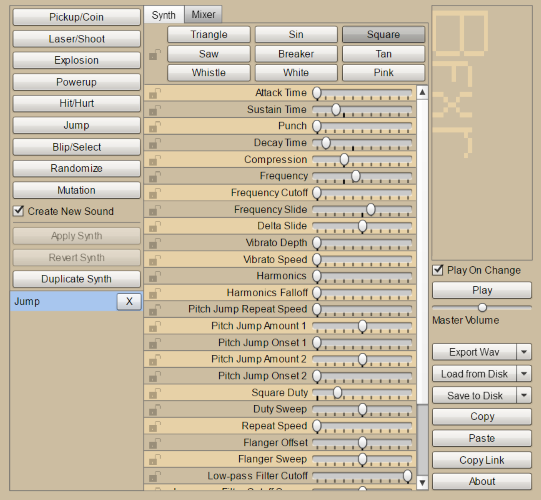 Pickup/Coin
Laser/Shoot
Explosion
Powerup
Hit/Hurt
Jump
Blip/Select
Randomize
Mutation
Create New Sound
Apply Synth
Revert Synth
Duplicate Synth
Jump X
Synth Mixer
Triangle Sin Square
Saw Breaker Tan
Whistle White Pink
Attack Time
Sustain Time
Punch
Decay Time
Compression
Frequency
Frequency Cutoff
Frequency Slide
Delta Slide
Vibrato Depth
Vibrato Speed
Harmonics
Harmonics Falloff
Pitch Jump Repeat Speed
Pitch Jump Amount 1
Pitch Jump Onset 1
Pitch Jump Amount 2
Pitch Jump Onset 2
Square Duty
Duty Sweep
Repeat Speed
Flanger Offset
Flanger Sweep
Low-pass Filter Cutoff
Bfxr
Play On Change
Play
Master Volume
Export Wav
Load from Disk
Save to Disk
Copy
Paste
Copy Link
About